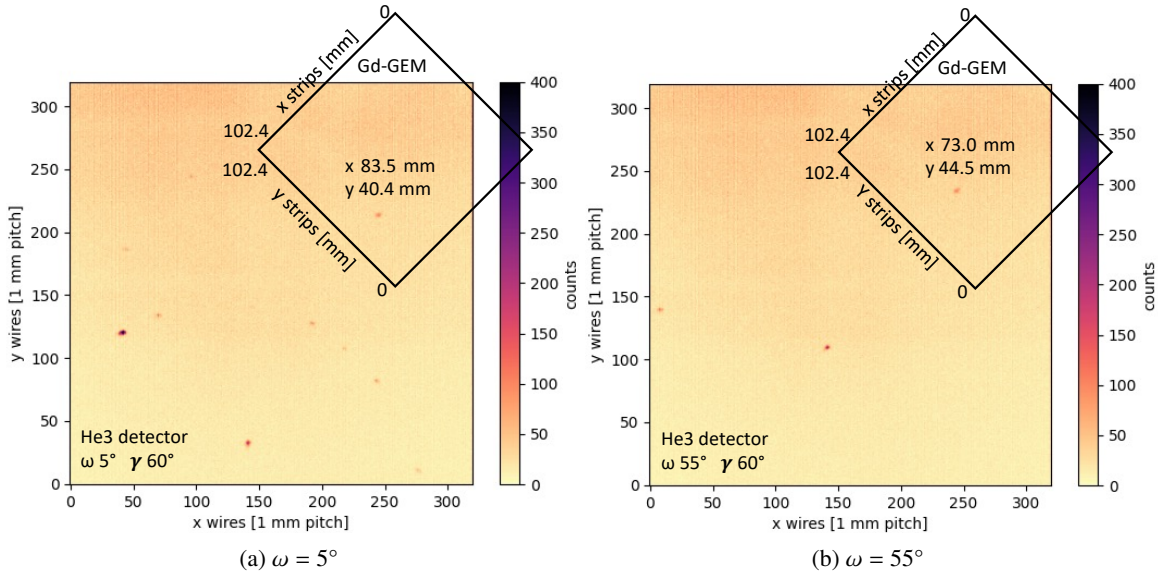 0
Gd-GEM
x strips [mm]
102.4
102.4
x 83.5 mm
y 40.4 mm
y strips [mm]
0
300
250
200
150
100
50
0
y wires [1 mm pitch]
He3 detector
ω 5° γ 60°
0 50 100 150 200 250 300
x wires [1 mm pitch]
400
350
300
250
200
150
100
50
0
counts
(a) ω = 5°
0
Gd-GEM
x strips [mm]
102.4
102.4
x 73.0 mm
y 44.5 mm
y strips [mm]
0
300
250
200
150
100
50
0
y wires [1 mm pitch]
He3 detector
ω 55° γ 60°
0 50 100 150 200 250 300
x wires [1 mm pitch]
400
350
300
250
200
150
100
50
0
counts
(b) ω = 55°